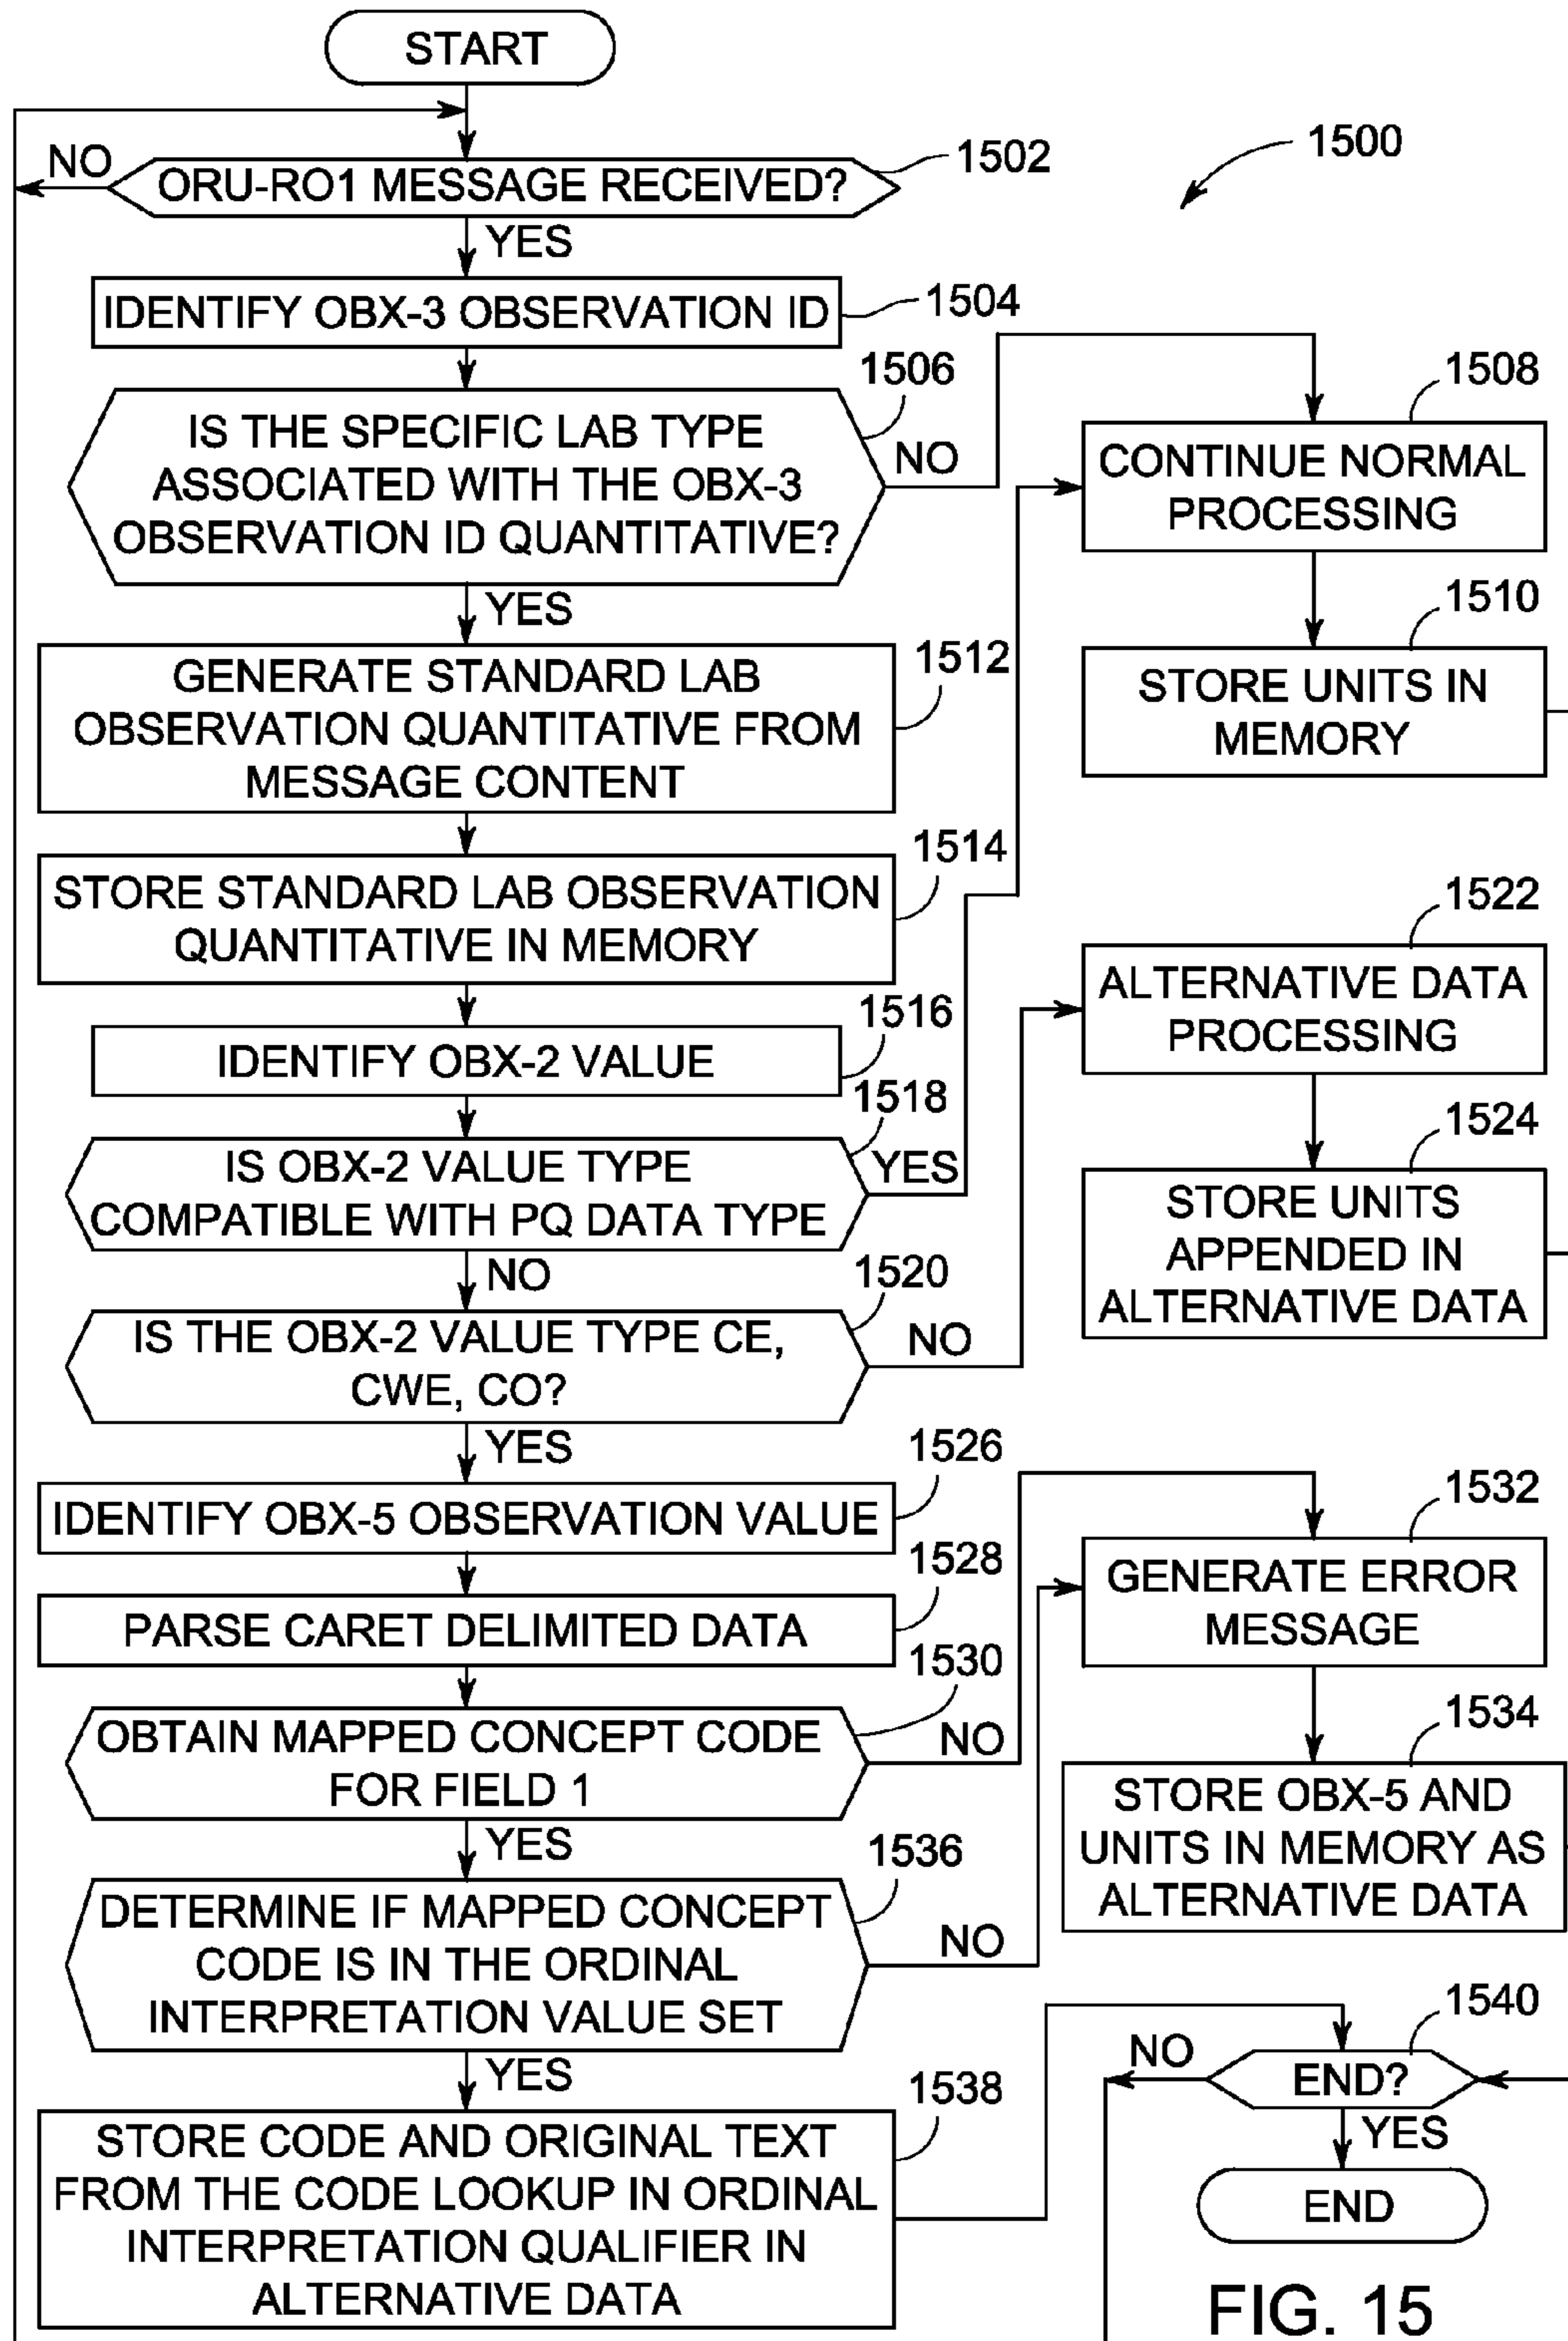 START
NO
ORU-RO1 MESSAGE RECEIVED?
1502
1500
YES
IDENTIFY OBX-3 OBSERVATION ID
1504
1506
IS THE SPECIFIC LAB TYPE
ASSOCIATED WITH THE OBX-3
OBSERVATION ID QUANTITATIVE?
NO
1508
CONTINUE NORMAL
PROCESSING
YES
1510
STORE UNITS IN
MEMORY
GENERATE STANDARD LAB
OBSERVATION QUANTITATIVE FROM
MESSAGE CONTENT
1512
1514
STORE STANDARD LAB OBSERVATION
QUANTITATIVE IN MEMORY
1522
ALTERNATIVE DATA
PROCESSING
1516
IDENTIFY OBX-2 VALUE
1518
IS OBX-2 VALUE TYPE
COMPATIBLE WITH PQ DATA TYPE
YES
1524
STORE UNITS
APPENDED IN
ALTERNATIVE DATA
NO
1520
IS THE OBX-2 VALUE TYPE CE,
CWE, CO?
NO
YES
1526
IDENTIFY OBX-5 OBSERVATION VALUE
1532
GENERATE ERROR
MESSAGE
1528
PARSE CARET DELIMITED DATA
1530
OBTAIN MAPPED CONCEPT CODE
FOR FIELD 1
NO
1534
STORE OBX-5 AND
UNITS IN MEMORY AS
ALTERNATIVE DATA
YES
1536
DETERMINE IF MAPPED CONCEPT
CODE IS IN THE ORDINAL
INTERPRETATION VALUE SET
NO
1540
NO
END?
YES
END
YES
1538
STORE CODE AND ORIGINAL TEXT
FROM THE CODE LOOKUP IN ORDINAL
INTERPRETATION QUALIFIER IN
ALTERNATIVE DATA
FIG. 15